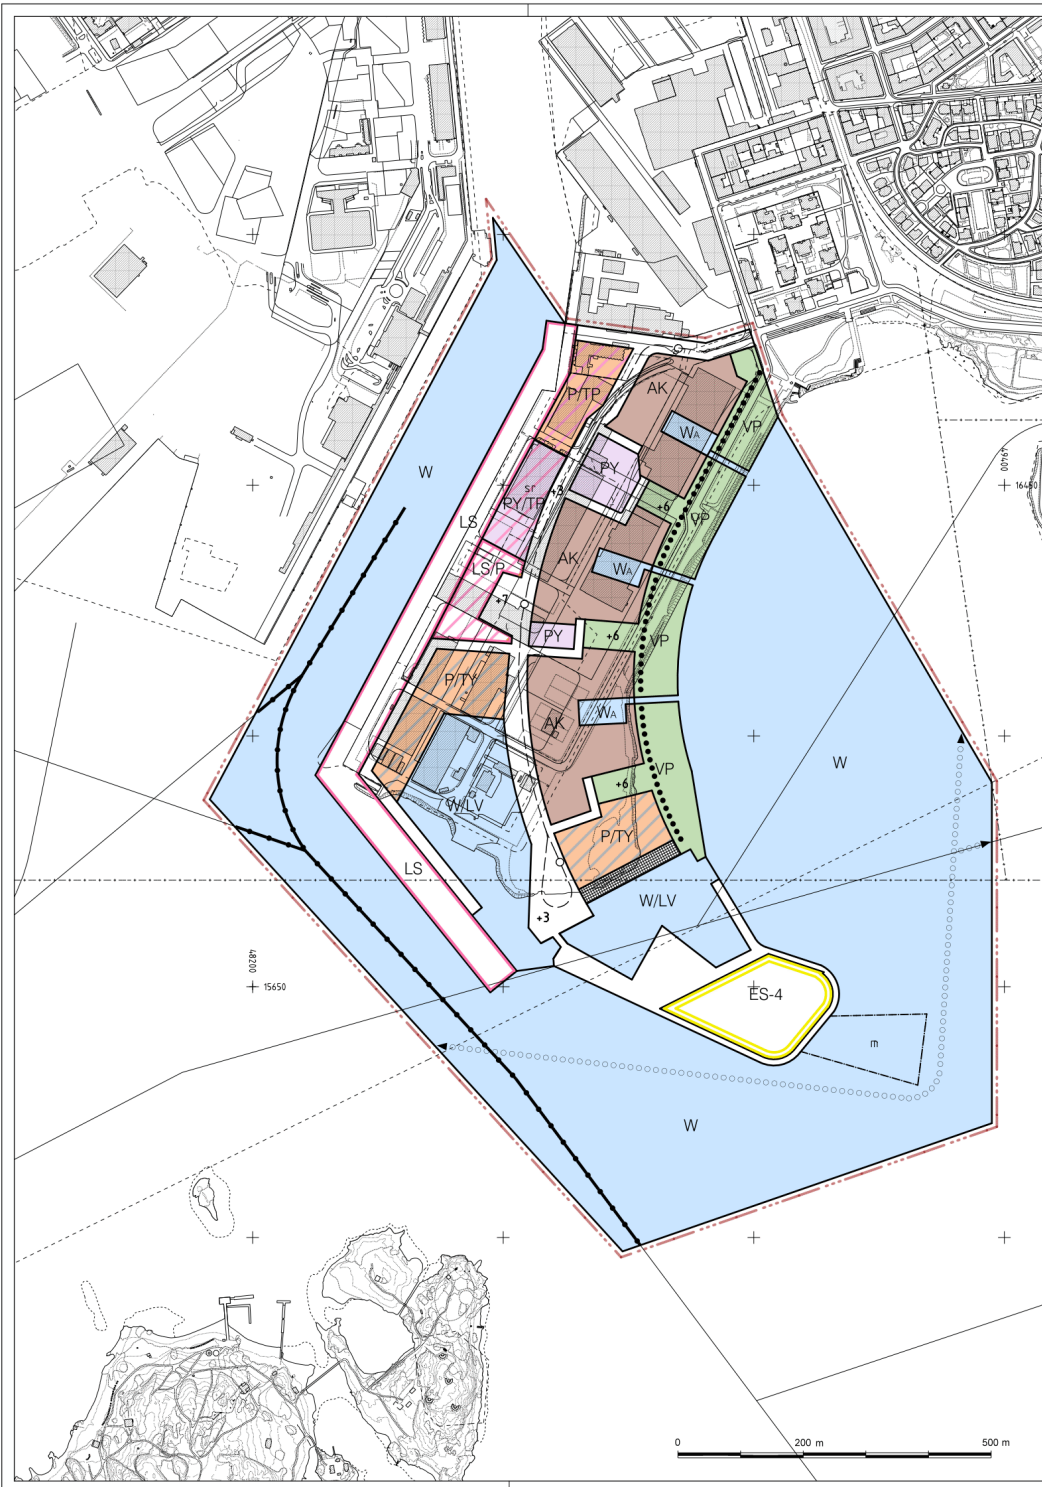 AK
P/TP
WA
VP
W
PY
49400
16450
sr
+3
PY/TP
+6
VP
LS
AK
LS/P
WA
+7
PY
+6
VP
P/TY
WA
AK
W
VP
+6
W/LV
P/TY
LS
W/LV
+3
48200
15650
ES-4
m
W
0
200 m
500 m